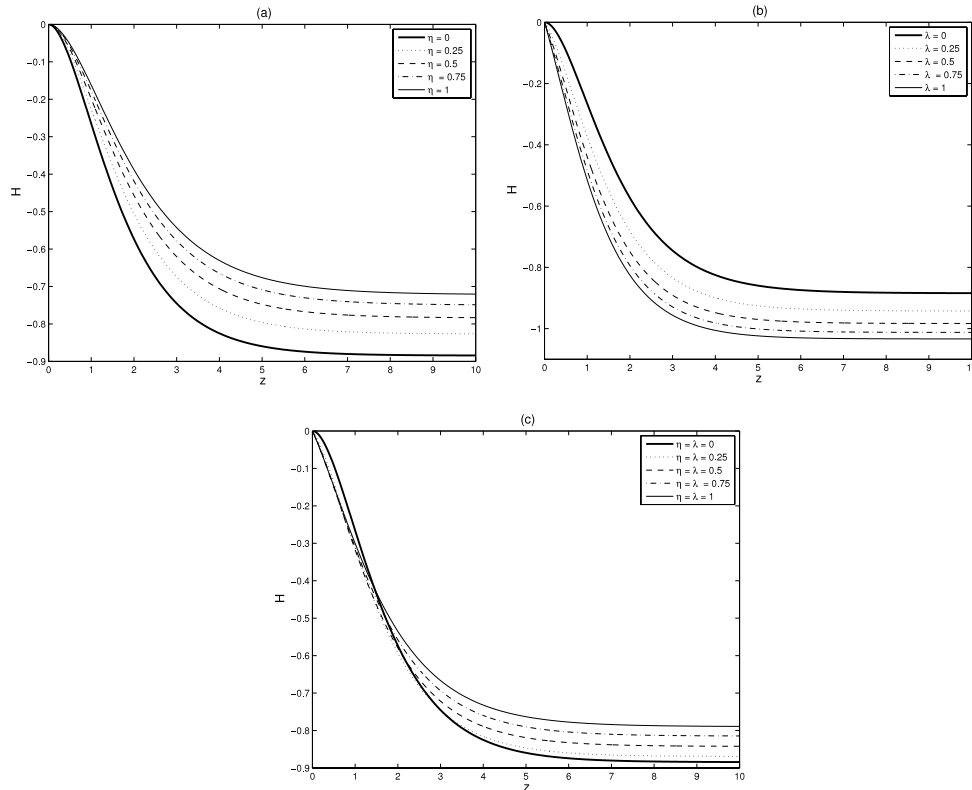 (a)
0
−0.1
−0.2
−0.3
−0.4
−0.5
−0.6
−0.7
−0.8
−0.9
H
0 1 2 3 4 5 6 7 8 9 10
z
η = 0
η = 0.25
η = 0.5
η = 0.75
η = 1
(b)
0
−0.2
−0.4
−0.6
−0.8
−1
H
0 1 2 3 4 5 6 7 8 9 1
z
λ = 0
λ = 0.25
λ = 0.5
λ = 0.75
λ = 1
(c)
0
−0.1
−0.2
−0.3
−0.4
−0.5
−0.6
−0.7
−0.8
−0.9
H
0 1 2 3 4 5 6 7 8 9 10
z
η = λ = 0
η = λ = 0.25
η = λ = 0.5
η = λ = 0.75
η = λ = 1